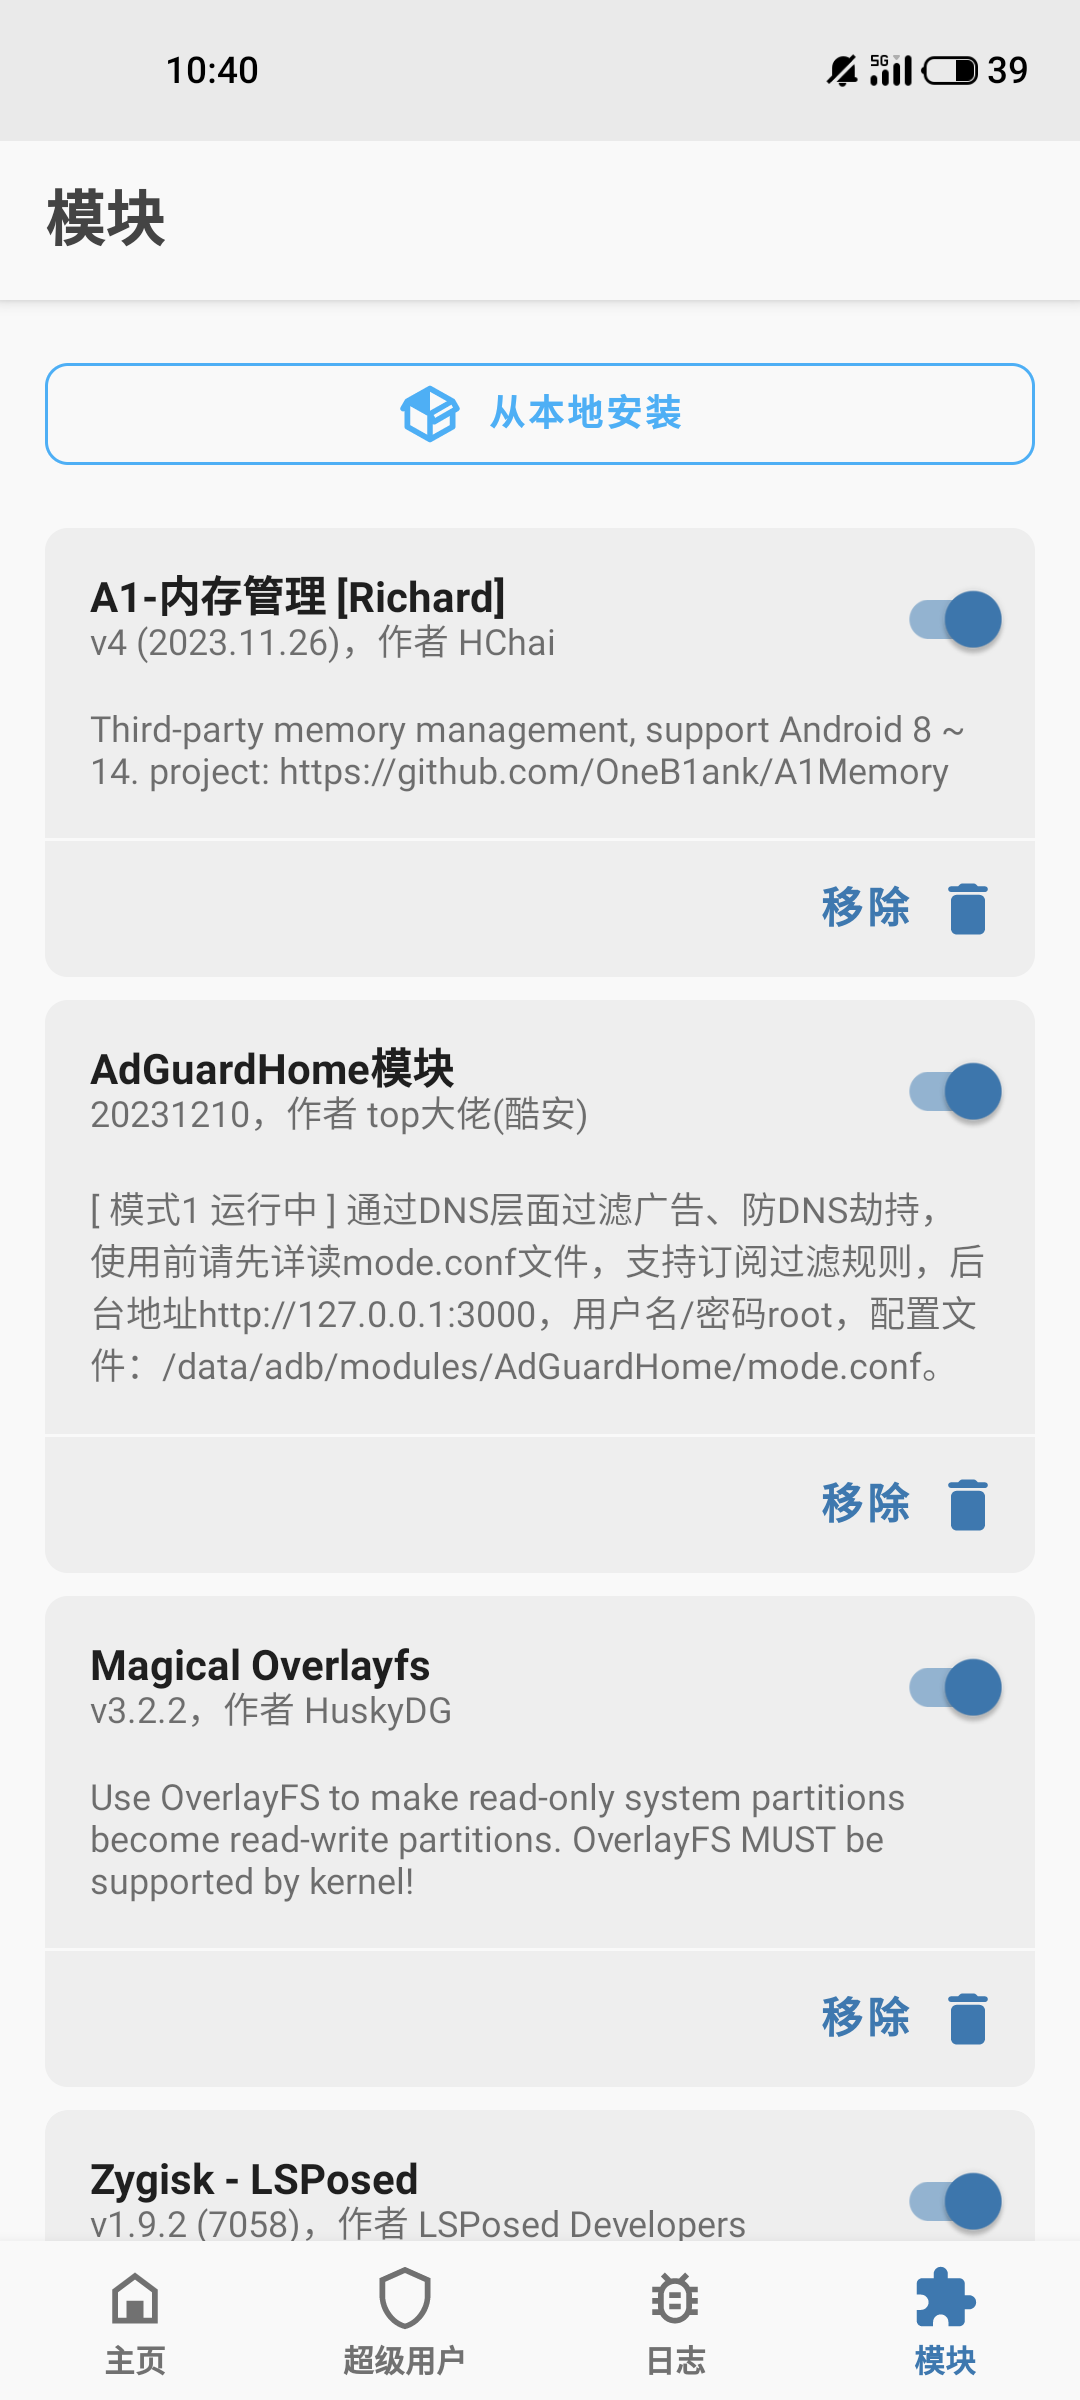 10:40
5G
39
模块
从本地安装
A1-内存管理 [Richard]
v4 (2023.11.26)，作者 HChai
Third-party memory management, support Android 8 ~
14. project: https://github.com/OneB1ank/A1Memory
移除
AdGuardHome模块
20231210，作者 top大佬(酷安)
[ 模式1 运行中 ] 通过DNS层面过滤广告、防DNS劫持，
使用前请先详读mode.conf文件，支持订阅过滤规则，后
台地址http://127.0.0.1:3000，用户名/密码root，配置文
件：/data/adb/modules/AdGuardHome/mode.conf。
移除
Magical Overlayfs
v3.2.2，作者 HuskyDG
Use OverlayFS to make read-only system partitions
become read-write partitions. OverlayFS MUST be
supported by kernel!
移除
Zygisk - LSPosed
v1.9.2 (7058)，作者 LSPosed Developers
主页
超级用户
日志
模块